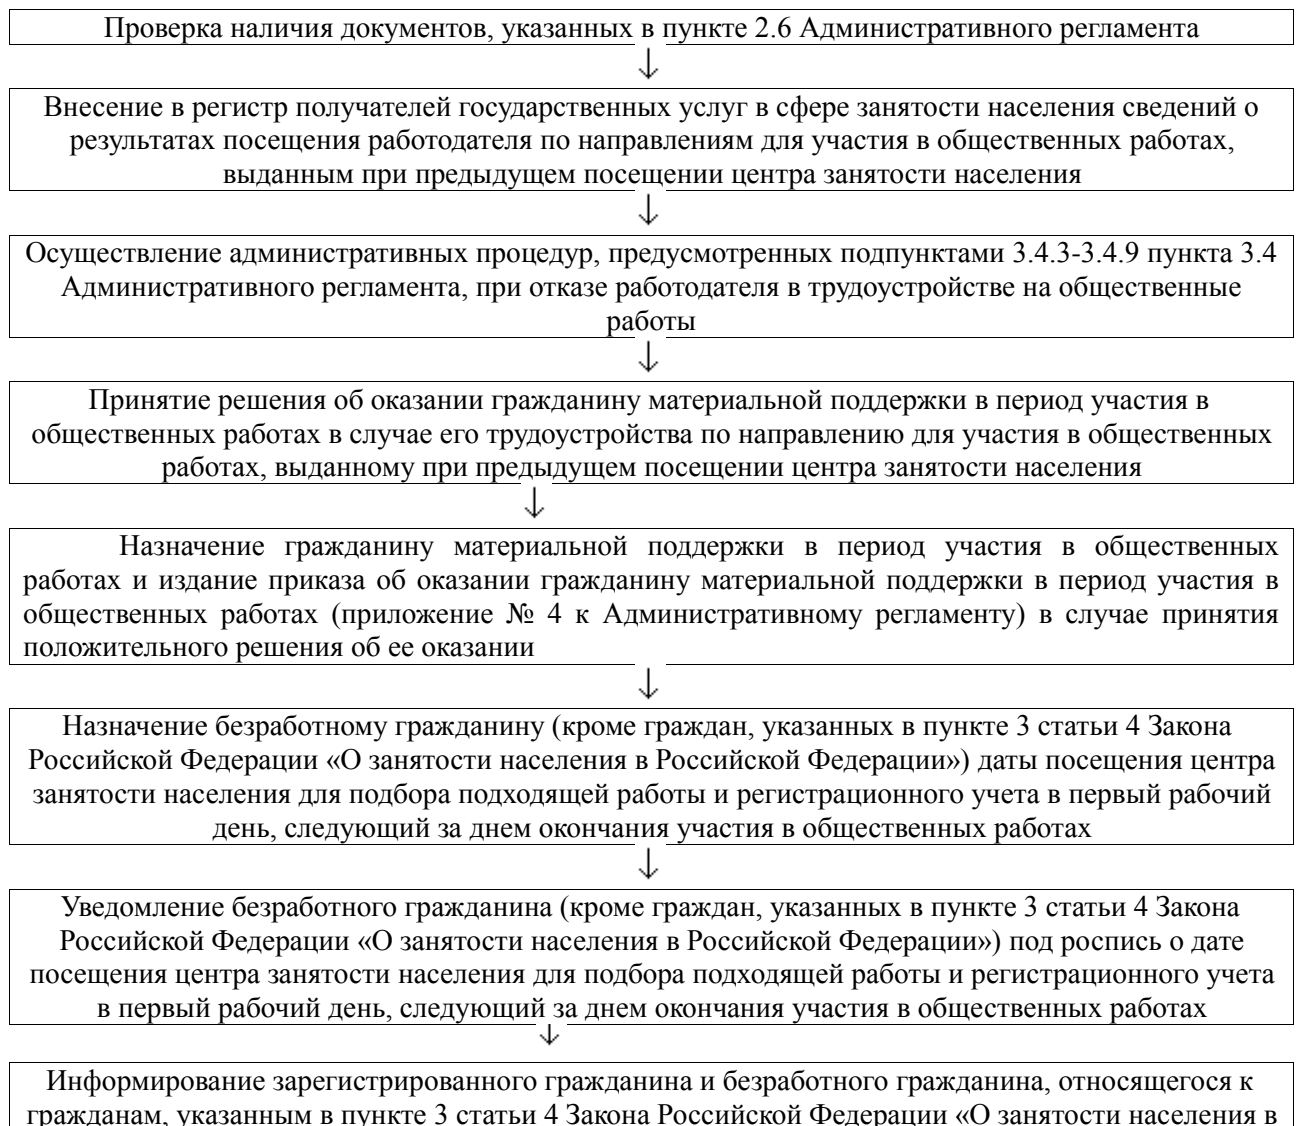 Проверка наличия документов, указанных в пункте 2.6 Административного регламента
Внесение в регистр получателей государственных услуг в сфере занятости населения сведений о
результатах посещения работодателя по направлениям для участия в общественных работах,
выданным при предыдущем посещении центра занятости населения
Осуществление административных процедур, предусмотренных подпунктами 3.4.3-3.4.9 пункта 3.4
Административного регламента, при отказе работодателя в трудоустройстве на общественные
работы
Принятие решения об оказании гражданину материальной поддержки в период участия в
общественных работах в случае его трудоустройства по направлению для участия в общественных
работах, выданному при предыдущем посещении центра занятости населения
Назначение гражданину материальной поддержки в период участия в общественных
работах и издание приказа об оказании гражданину материальной поддержки в период участия в
общественных работах (приложение № 4 к Административному регламенту) в случае принятия
положительного решения об ее оказании
Назначение безработному гражданину (кроме граждан, указанных в пункте 3 статьи 4 Закона
Российской Федерации «О занятости населения в Российской Федерации») даты посещения центра
занятости населения для подбора подходящей работы и регистрационного учета в первый рабочий
день, следующий за днем окончания участия в общественных работах
Уведомление безработного гражданина (кроме граждан, указанных в пункте 3 статьи 4 Закона
Российской Федерации «О занятости населения в Российской Федерации») под роспись о дате
посещения центра занятости населения для подбора подходящей работы и регистрационного учета
в первый рабочий день, следующий за днем окончания участия в общественных работах
Информирование зарегистрированного гражданина и безработного гражданина, относящегося к
гражданам, указанным в пункте 3 статьи 4 Закона Российской Федерации «О занятости населения в